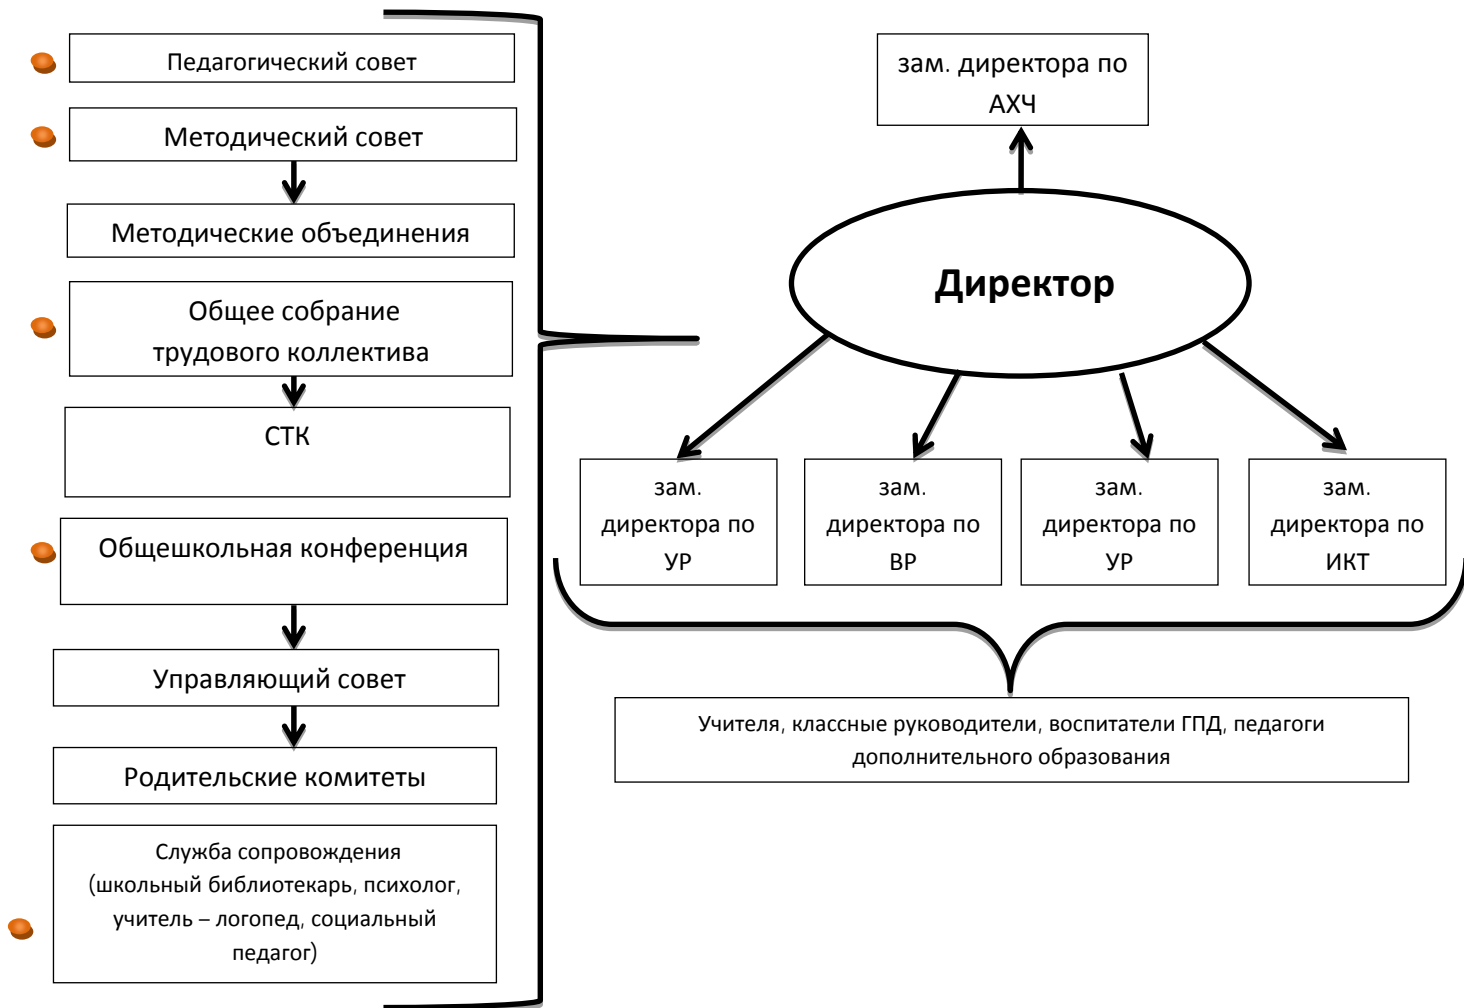 Педагогический совет
Методический совет
Методические объединения
Общее собрание
трудового коллектива
СТК
Общешкольная конференция
Управляющий совет
Родительские комитеты
Служба сопровождения
(школьный библиотекарь, психолог,
учитель – логопед, социальный
педагог)
зам. директора по
АХЧ
Директор
зам.
директора по
УР
зам.
директора по
ВР
зам.
директора по
УР
зам.
директора по
ИКТ
Учителя, классные руководители, воспитатели ГПД, педагоги
дополнительного образования